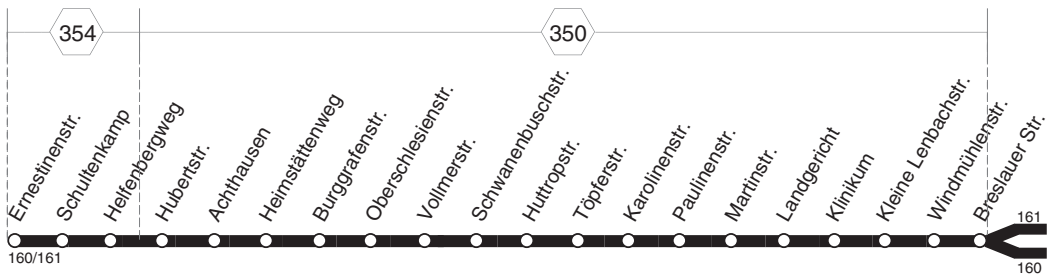 354
350
Ernestinenstr.
Schultenkamp
Helfenbergweg
Hubertstr.
Achthausen
Heimstättenweg
Burggrafenstr.
Oberschlesienstr.
Vollmerstr.
Schwanenbuschstr.
Huttropstr.
Töpferstr.
Karolinenstr.
Paulinenstr.
Martinstr.
Landgericht
Klinikum
Kleine Lenbachstr.
Windmühlenstr.
Breslauer Str.
160/161
161
160